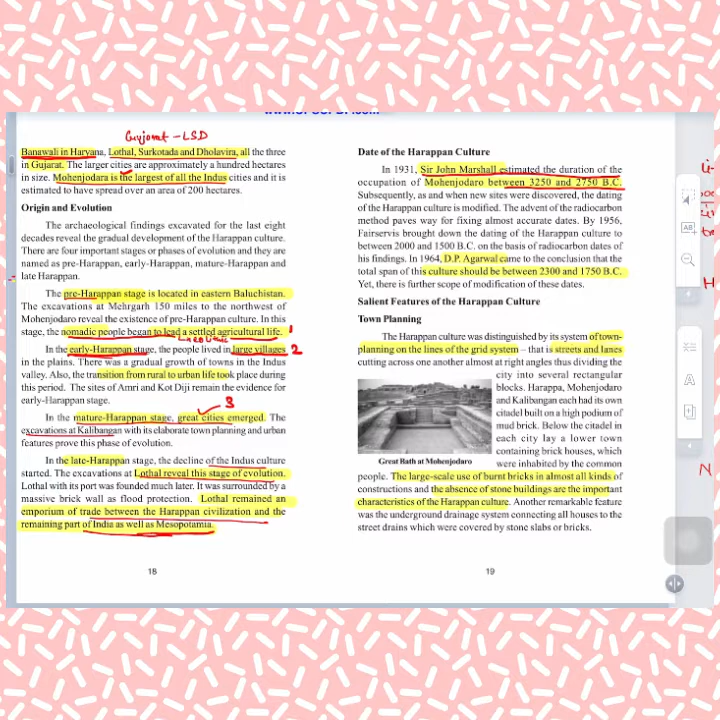 Gujarat - LSD
Banawali in Haryana, Lothal, Surkotada and Dholavira, all the three
in Gujarat. The larger cities are approximately a hundred hectares
in size. Mohenjodara is the largest of all the Indus cities and it is
estimated to have spread over an area of 200 hectares.
Origin and Evolution
The archaeological findings excavated for the last eight
decades reveal the gradual development of the Harappan culture.
There are four important stages or phases of evolution and they are
named as pre-Harappan, early-Harappan, mature-Harappan and
late Harappan.
The pre-Harappan stage is located in eastern Baluchistan.
The excavations at Mehrgarh 150 miles to the northwest of
Mohenjodaro reveal the existence of pre-Harappan culture. In this
stage, the nomadic people began to lead a settled agricultural life. 1
In the early-Harappan stage, the people lived in large villages 2
in the plains. There was a gradual growth of towns in the Indus
valley. Also, the transition from rural to urban life took place during
this period. The sites of Amri and Kot Diji remain the evidence for
early-Harappan stage.
3
In the mature-Harappan stage, great cities emerged. The
excavations at Kalibangan with its elaborate town planning and urban
features prove this phase of evolution.
In the late-Harappan stage, the decline of the Indus culture
started. The excavations at Lothal reveal this stage of evolution.
Lothal with its port was founded much later. It was surrounded by a
massive brick wall as flood protection. Lothal remained an
emporium of trade between the Harappan civilization and the
remaining part of India as well as Mesopotamia.
18
Date of the Harappan Culture
In 1931, Sir John Marshall estimated the duration of the
occupation of Mohenjodaro between 3250 and 2750 B.C.
Subsequently, as and when new sites were discovered, the dating
of the Harappan culture is modified. The advent of the radiocarbon
method paves way for fixing almost accurate dates. By 1956,
Fairservis brought down the dating of the Harappan culture to
between 2000 and 1500 B.C. on the basis of radiocarbon dates of
his findings. In 1964, D.P. Agarwal came to the conclusion that the
total span of this culture should be between 2300 and 1750 B.C.
Yet, there is further scope of modification of these dates.
Salient Features of the Harappan Culture
Town Planning
The Harappan culture was distinguished by its system of town-
planning on the lines of the grid system – that is streets and lanes
cutting across one another almost at right angles thus dividing the
city into several rectangular
blocks. Harappa, Mohenjodaro
and Kalibangan each had its own
citadel built on a high podium of
mud brick. Below the citadel in
each city lay a lower town
containing brick houses, which
were inhabited by the common
Great Bath at Mohenjodaro
people. The large-scale use of burnt bricks in almost all kinds of
constructions and the absence of stone buildings are the important
characteristics of the Harappan culture. Another remarkable feature
was the underground drainage system connecting all houses to the
street drains which were covered by stone slabs or bricks.
19
H
N